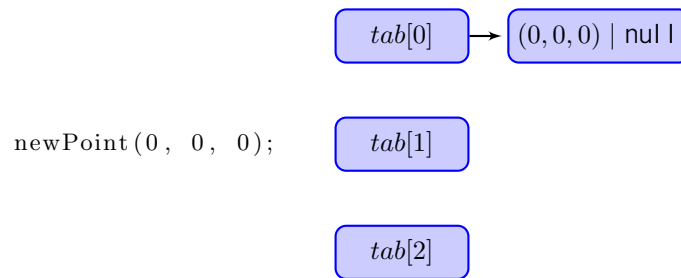 tab[0]
(0, 0, 0) | null
newPoint(0, 0, 0);
tab[1]
tab[2]